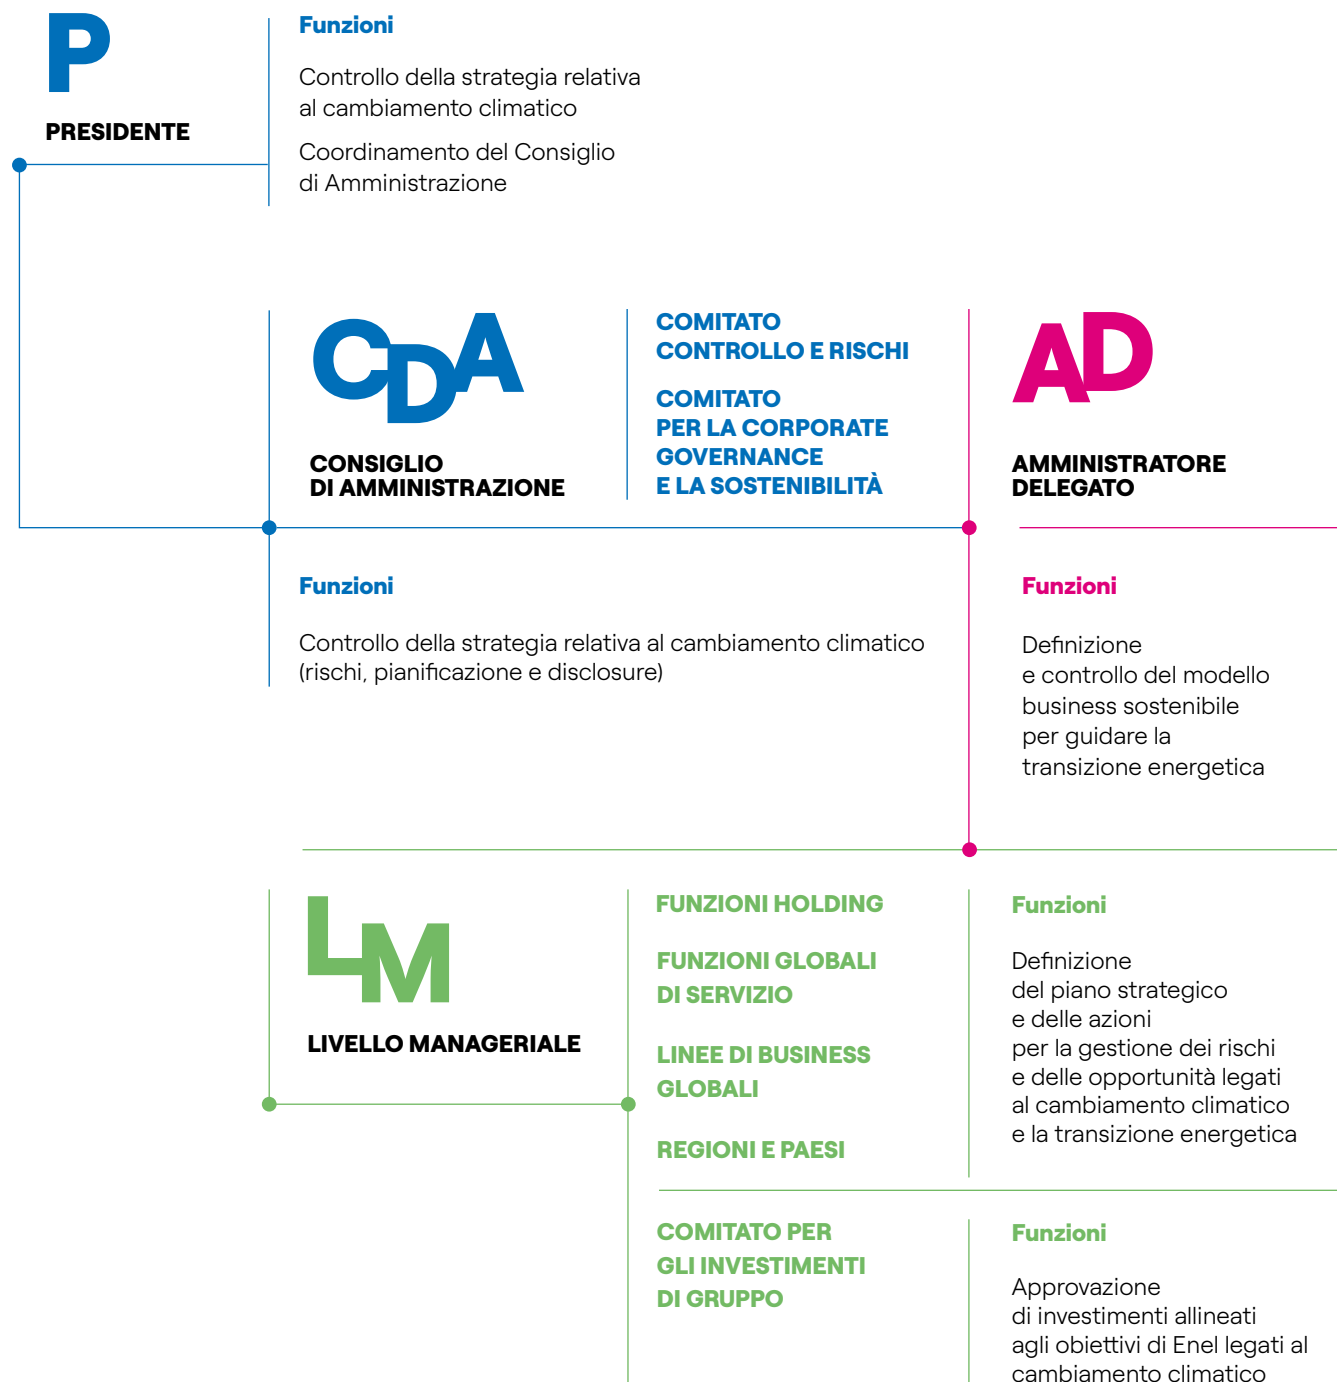 P
PRESIDENTE
Funzioni
Controllo della strategia relativa
al cambiamento climatico
Coordinamento del Consiglio
di Amministrazione
CDA
CONSIGLIO
DI AMMINISTRAZIONE
COMITATO
CONTROLLO E RISCHI
COMITATO
PER LA CORPORATE
GOVERNANCE
E LA SOSTENIBILITÀ
Funzioni
Controllo della strategia relativa al cambiamento climatico
(rischi, pianificazione e disclosure)
AD
AMMINISTRATORE
DELEGATO
Funzioni
Definizione
e controllo del modello
business sostenibile
per guidare la
transizione energetica
LM
LIVELLO MANAGERIALE
FUNZIONI HOLDING
FUNZIONI GLOBALI
DI SERVIZIO
LINEE DI BUSINESS
GLOBALI
REGIONI E PAESI
Funzioni
Definizione
del piano strategico
e delle azioni
per la gestione dei rischi
e delle opportunità legati
al cambiamento climatico
e la transizione energetica
COMITATO PER
GLI INVESTIMENTI
DI GRUPPO
Funzioni
Approvazione
di investimenti allineati
agli obiettivi di Enel legati al
cambiamento climatico